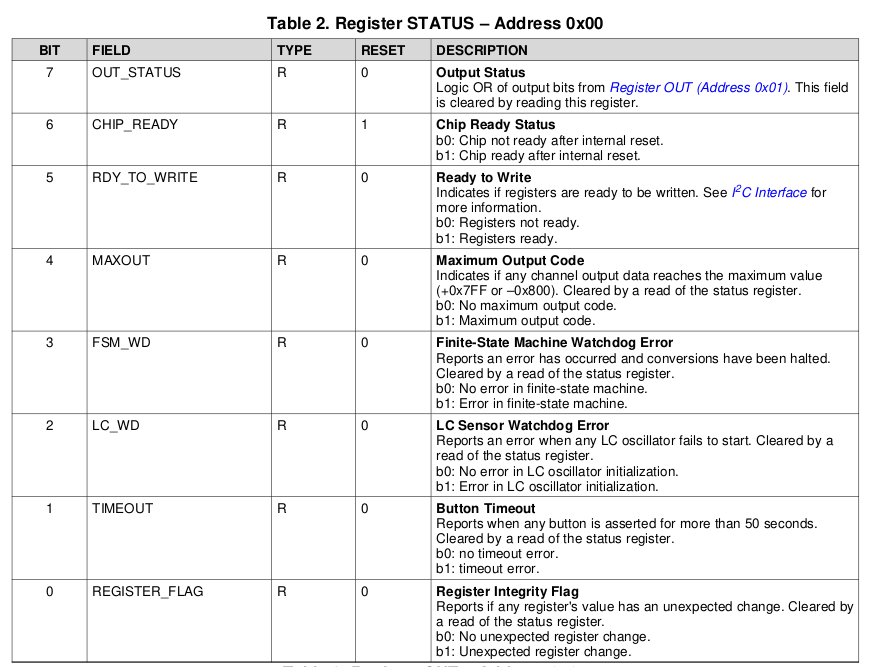 Table 2. Register STATUS – Address 0x00
BIT FIELD TYPE RESET DESCRIPTION
7 OUT_STATUS R 0 Output Status
Logic OR of output bits from Register OUT (Address 0x01). This field
is cleared by reading this register.
6 CHIP_READY R 1 Chip Ready Status
b0: Chip not ready after internal reset.
b1: Chip ready after internal reset.
5 RDY_TO_WRITE R 0 Ready to Write
Indicates if registers are ready to be written. See I²C Interface for
more information.
b0: Registers not ready.
b1: Registers ready.
4 MAXOUT R 0 Maximum Output Code
Indicates if any channel output data reaches the maximum value
(+0x7FF or –0x800). Cleared by a read of the status register.
b0: No maximum output code.
b1: Maximum output code.
3 FSM_WD R 0 Finite-State Machine Watchdog Error
Reports an error has occurred and conversions have been halted.
Cleared by a read of the status register.
b0: No error in finite-state machine.
b1: Error in finite-state machine.
2 LC_WD R 0 LC Sensor Watchdog Error
Reports an error when any LC oscillator fails to start. Cleared by a
read of the status register.
b0: No error in LC oscillator initialization.
b1: Error in LC oscillator initialization.
1 TIMEOUT R 0 Button Timeout
Reports when any button is asserted for more than 50 seconds.
Cleared by a read of the status register.
b0: no timeout error.
b1: timeout error.
0 REGISTER_FLAG R 0 Register Integrity Flag
Reports if any register's value has an unexpected change. Cleared by
a read of the status register.
b0: No unexpected register change.
b1: Unexpected register change.